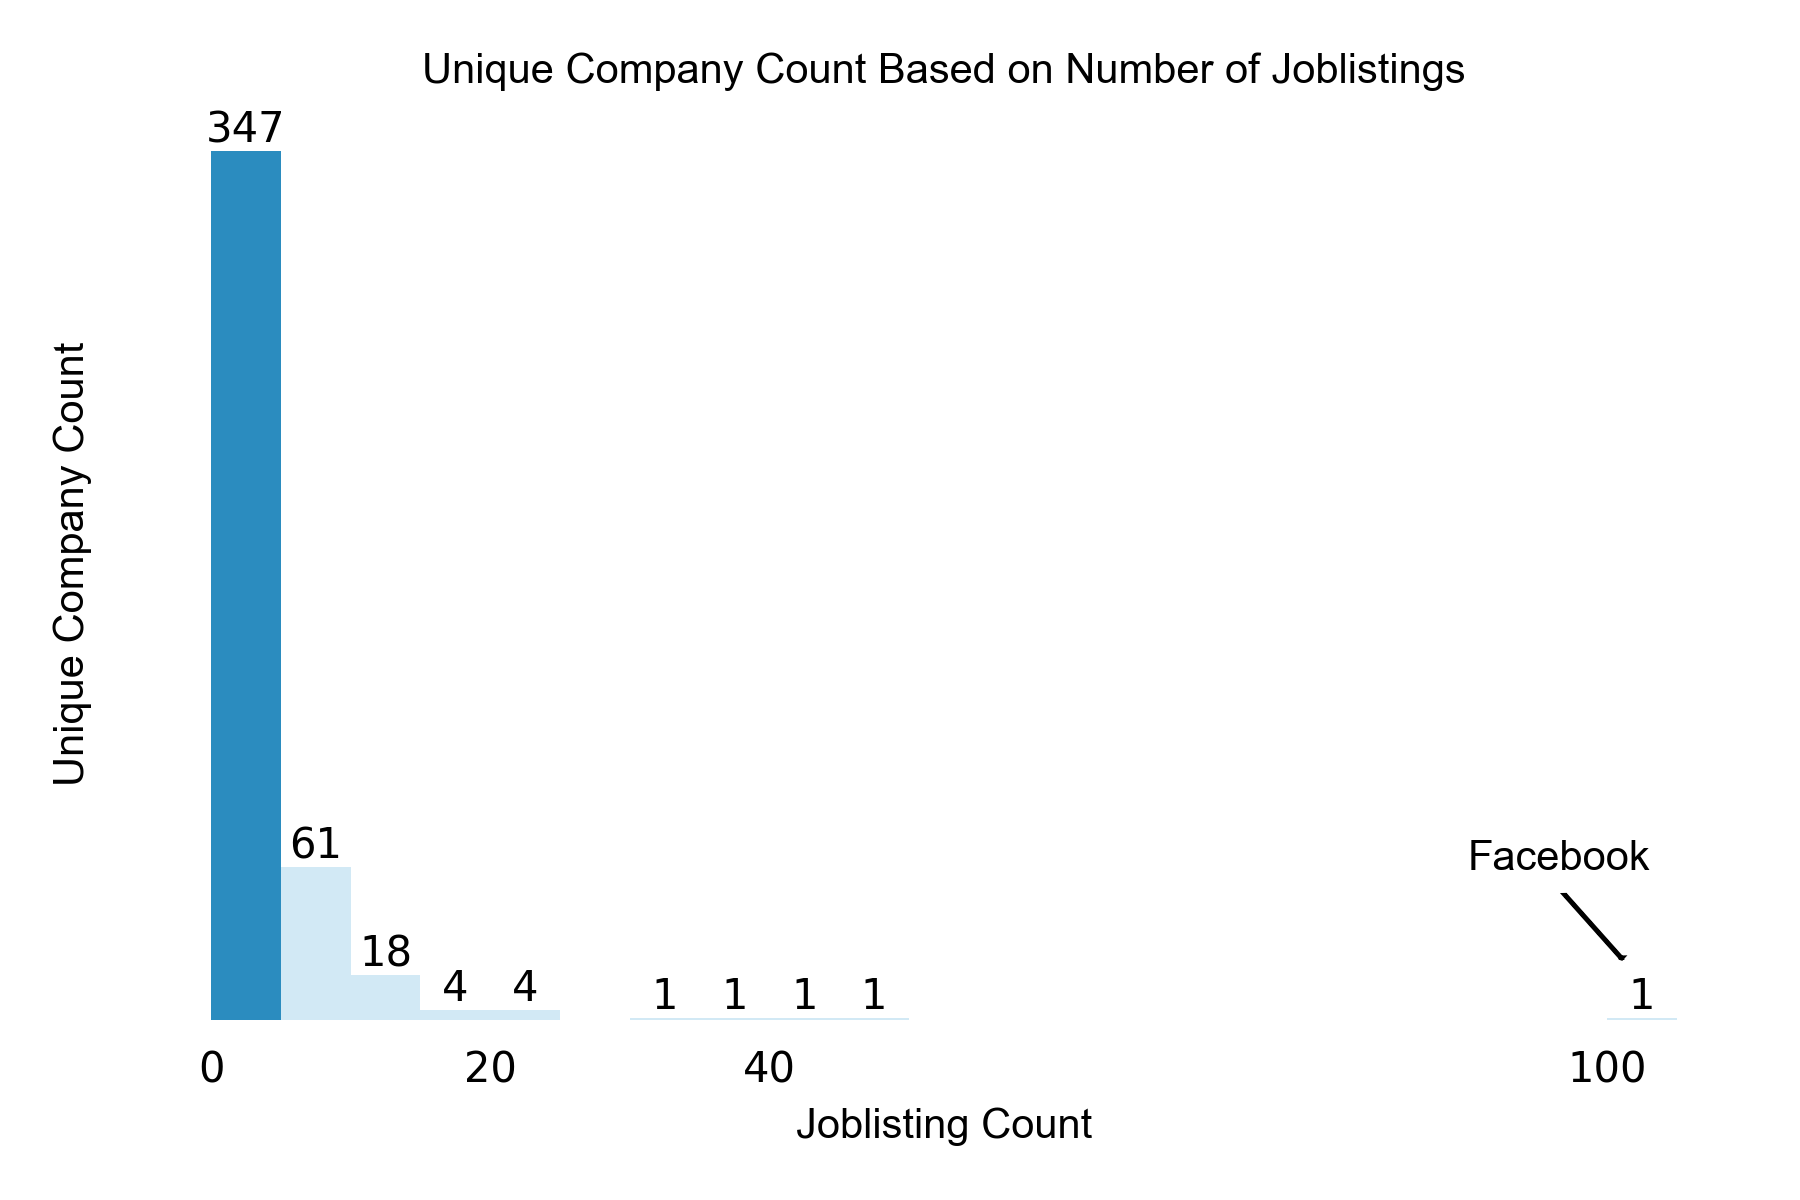 Unique Company Count Based on Number of Joblistings
347
Unique Company Count
61
18
4 4
1 1 1 1
Facebook
1
0 20 40 100
Joblisting Count